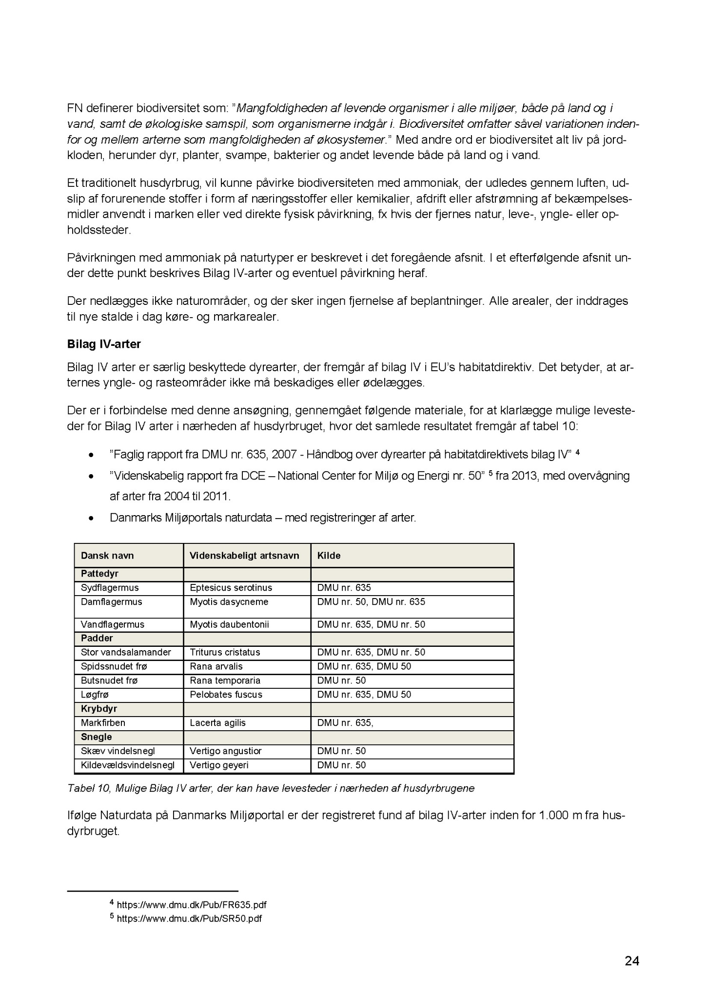 FN definerer biodiversitet som: ”Mangfoldigheden af levende organismer i alle miljøer, både på land og i
vand, samt de økologiske samspil, som organismerne indgår i. Biodiversitet omfatter såvel variationen inden-
for og mellem arterne som mangfoldigheden af økosystemer.” Med andre ord er biodiversitet alt liv på jord-
kloden, herunder dyr, planter, svampe, bakterier og andet levende både på land og i vand.
Et traditionelt husdyrbrug, vil kunne påvirke biodiversiteten med ammoniak, der udledes gennem luften, ud-
slip af forurenende stoffer i form af næringsstoffer eller kemikalier, afdrift eller afstrømning af bekæmpelses-
midler anvendt i marken eller ved direkte fysisk påvirkning, fx hvis der fjernes natur, leve-, yngle- eller op-
holdssteder.
Påvirkningen med ammoniak på naturtyper er beskrevet i det foregående afsnit. I et efterfølgende afsnit un-
der dette punkt beskrives Bilag IV-arter og eventuel påvirkning heraf.
Der nedlægges ikke naturområder, og der sker ingen fjernelse af beplantninger. Alle arealer, der inddrages
til nye stalde i dag køre- og markarealer.
Bilag IV-arter
Bilag IV arter er særlig beskyttede dyrearter, der fremgår af bilag IV i EU’s habitatdirektiv. Det betyder, at ar-
ternes yngle- og rasteområder ikke må beskadiges eller ødelægges.
Der er i forbindelse med denne ansøgning, gennemgået følgende materiale, for at klarlægge mulige leveste-
der for Bilag IV arter i nærheden af husdyrbruget, hvor det samlede resultatet fremgår af tabel 10:
• ”Faglig rapport fra DMU nr. 635, 2007 - Håndbog over dyrearter på habitatdirektivets bilag IV” 4
• ”Videnskabelig rapport fra DCE – National Center for Miljø og Energi nr. 50” 5 fra 2013, med overvågning
af arter fra 2004 til 2011.
• Danmarks Miljøportals naturdata – med registreringer af arter.
Dansk navn Videnskabeligt artsnavn Kilde
Pattedyr
Sydflagermus Eptesicus serotinus DMU nr. 635
Damflagermus Myotis dasycneme DMU nr. 50, DMU nr. 635
Vandflagermus Myotis daubentonii DMU nr. 635, DMU nr. 50
Padder
Stor vandsalamander Triturus cristatus DMU nr. 635, DMU nr. 50
Spidssnudet frø Rana arvalis DMU nr. 635, DMU 50
Butsnudet frø Rana temporaria DMU nr. 50
Løgfrø Pelobates fuscus DMU nr. 635, DMU 50
Krybdyr
Markfirben Lacerta agilis DMU nr. 635,
Snegle
Skæv vindelsnegl Vertigo angustior DMU nr. 50
Kildevældsvindelsnegl Vertigo geyeri DMU nr. 50
Tabel 10, Mulige Bilag IV arter, der kan have levesteder i nærheden af husdyrbrugene
Ifølge Naturdata på Danmarks Miljøportal er der registreret fund af bilag IV-arter inden for 1.000 m fra hus-
dyrbruget.
4 https://www.dmu.dk/Pub/FR635.pdf
5 https://www.dmu.dk/Pub/SR50.pdf
24